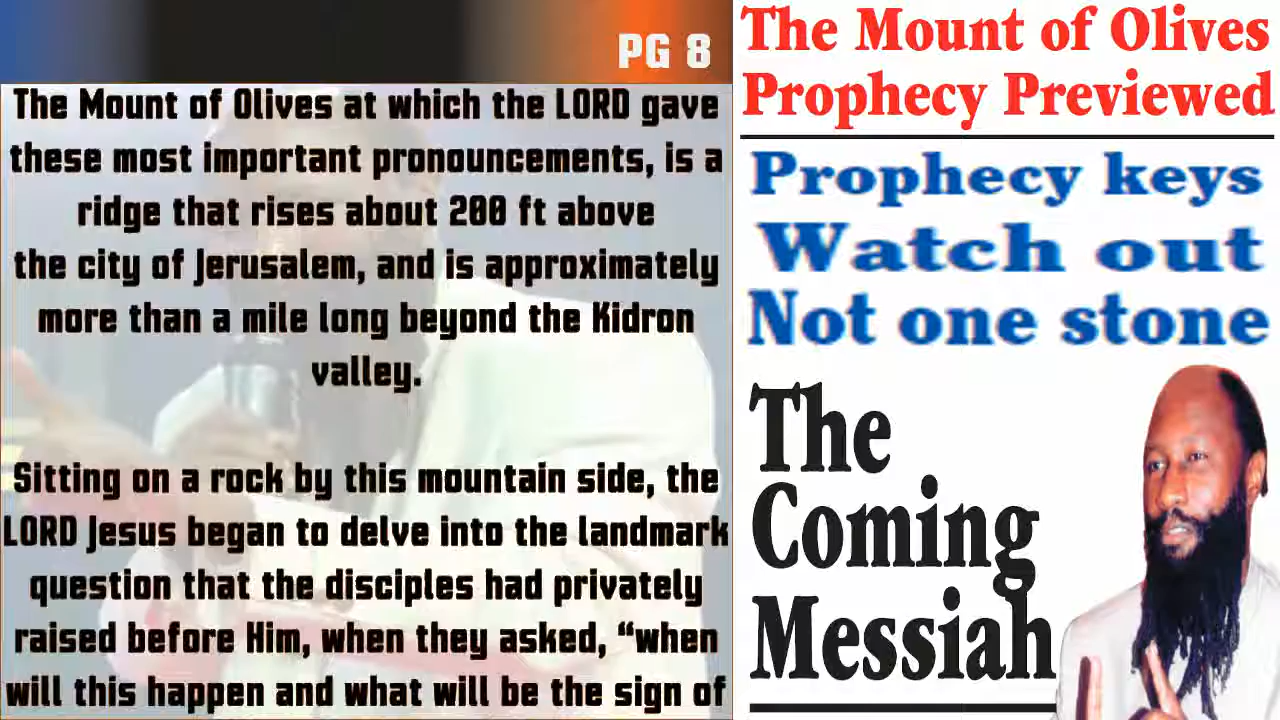 PG 8
The Mount of Olives at which the LORD gave
these most important pronouncements, is a
ridge that rises about 200 ft above
the city of Jerusalem, and is approximately
more than a mile long beyond the Kidron
valley.
Sitting on a rock by this mountain side, the
LORD Jesus began to delve into the landmark
question that the disciples had privately
raised before Him, when they asked, “when
will this happen and what will be the sign of
The Mount of Olives
Prophecy Previewed
Prophecy keys
Watch out
Not one stone
The
Coming
Messiah